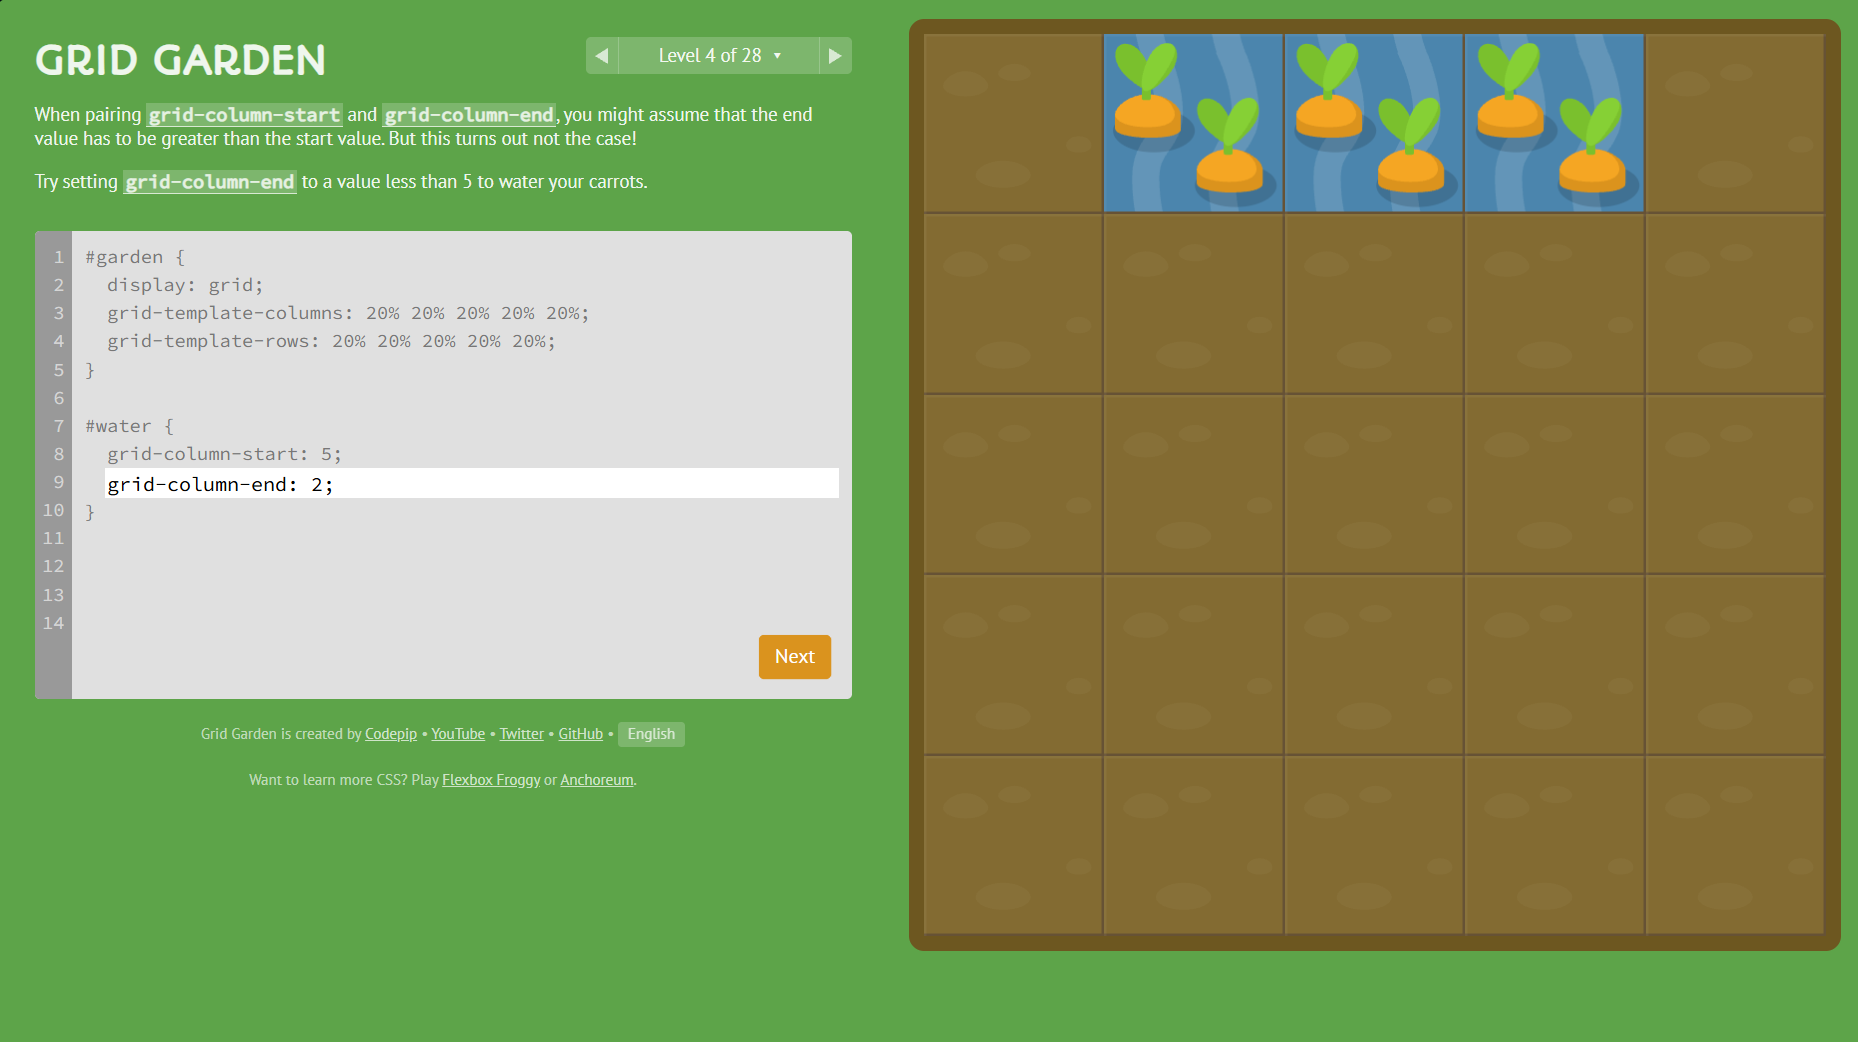 GRID GARDEN
◀ Level 4 of 28 ▼ ▶
When pairing grid-column-start and grid-column-end, you might assume that the end
value has to be greater than the start value. But this turns out not the case!
Try setting grid-column-end to a value less than 5 to water your carrots.
1 #garden {
2 display: grid;
3 grid-template-columns: 20% 20% 20% 20% 20%;
4 grid-template-rows: 20% 20% 20% 20% 20%;
5 }
6
7 #water {
8 grid-column-start: 5;
9 grid-column-end: 2;
10 }
11
12
13
14
Next
Grid Garden is created by Codepip • YouTube • Twitter • GitHub • English
Want to learn more CSS? Play Flexbox Froggy or Anchoreum.